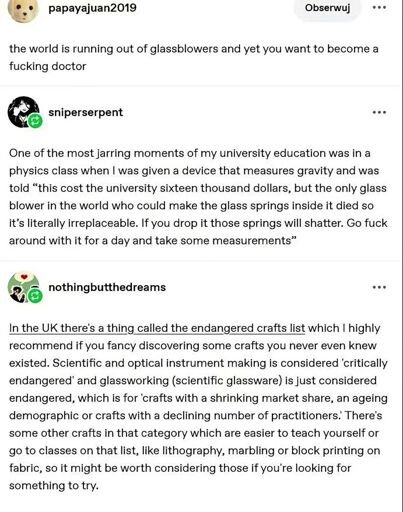 papayajuan2019
Obserwuj
the world is running out of glassblowers and yet you want to become a
fucking doctor
sniperserpent
One of the most jarring moments of my university education was in a
physics class when I was given a device that measures gravity and was
told “this cost the university sixteen thousand dollars, but the only glass
blower in the world who could make the glass springs inside it died so
it’s literally irreplaceable. If you drop it those springs will shatter. Go fuck
around with it for a day and take some measurements”
nothingbutthedreams
In the UK there's a thing called the endangered crafts list which I highly
recommend if you fancy discovering some crafts you never even knew
existed. Scientific and optical instrument making is considered 'critically
endangered' and glassworking (scientific glassware) is just considered
endangered, which is for 'crafts with a shrinking market share, an ageing
demographic or crafts with a declining number of practitioners.' There's
some other crafts in that category which are easier to teach yourself or
go to classes on that list, like lithography, marbling or block printing on
fabric, so it might be worth considering those if you're looking for
something to try.